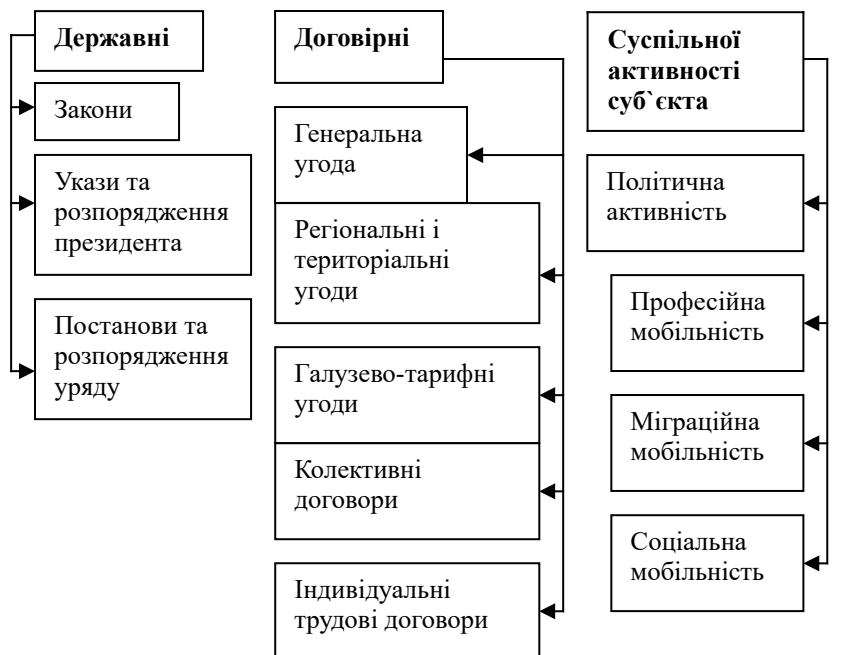 Державні
Закони
Укази та
розпорядження
президента
Постанови та
розпорядження
уряду
Договірні
Генеральна
угода
Регіональні і
територіальні
угоди
Галузево-тарифні
угоди
Колективні
договори
Індивідуальні
трудові договори
Суспільної
активності
суб`єкта
Політична
активність
Професійна
мобільність
Міграційна
мобільність
Соціальна
мобільність